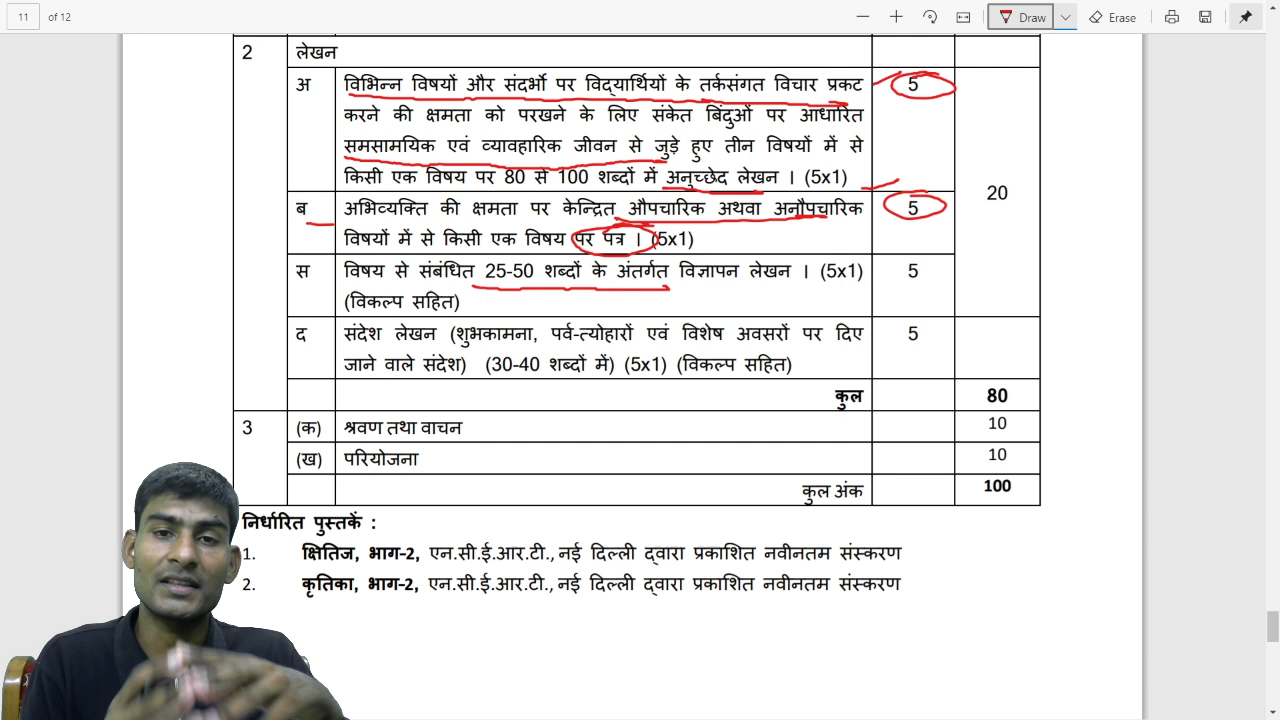 11 of 12 Draw Erase
2 लेखन
अ विभिन्न विषयों और संदर्भो पर विद्यार्थियों के तर्कसंगत विचार प्रकट 5
करने की क्षमता को परखने के लिए संकेत बिंदुओं पर आधारित
समसामयिक एवं व्यावहारिक जीवन से जुड़े हुए तीन विषयों में से
किसी एक विषय पर 80 से 100 शब्दों में अनुच्छेद लेखन । (5x1)
20
ब अभिव्यक्ति की क्षमता पर केन्द्रित औपचारिक अथवा अनौपचारिक 5
विषयों में से किसी एक विषय पर पत्र । (5x1)
स विषय से संबंधित 25-50 शब्दों के अंतर्गत विज्ञापन लेखन । (5x1) 5
(विकल्प सहित)
द संदेश लेखन (शुभकामना, पर्व-त्योहारों एवं विशेष अवसरों पर दिए 5
जाने वाले संदेश) (30-40 शब्दों में) (5x1) (विकल्प सहित)
कुल 80
3 (क) श्रवण तथा वाचन 10
(ख) परियोजना 10
कुल अंक 100
निर्धारित पुस्तकें :
1. क्षितिज, भाग-2, एन.सी.ई.आर.टी., नई दिल्ली द्वारा प्रकाशित नवीनतम संस्करण
2. कृतिका, भाग-2, एन.सी.ई.आर.टी., नई दिल्ली द्वारा प्रकाशित नवीनतम संस्करण